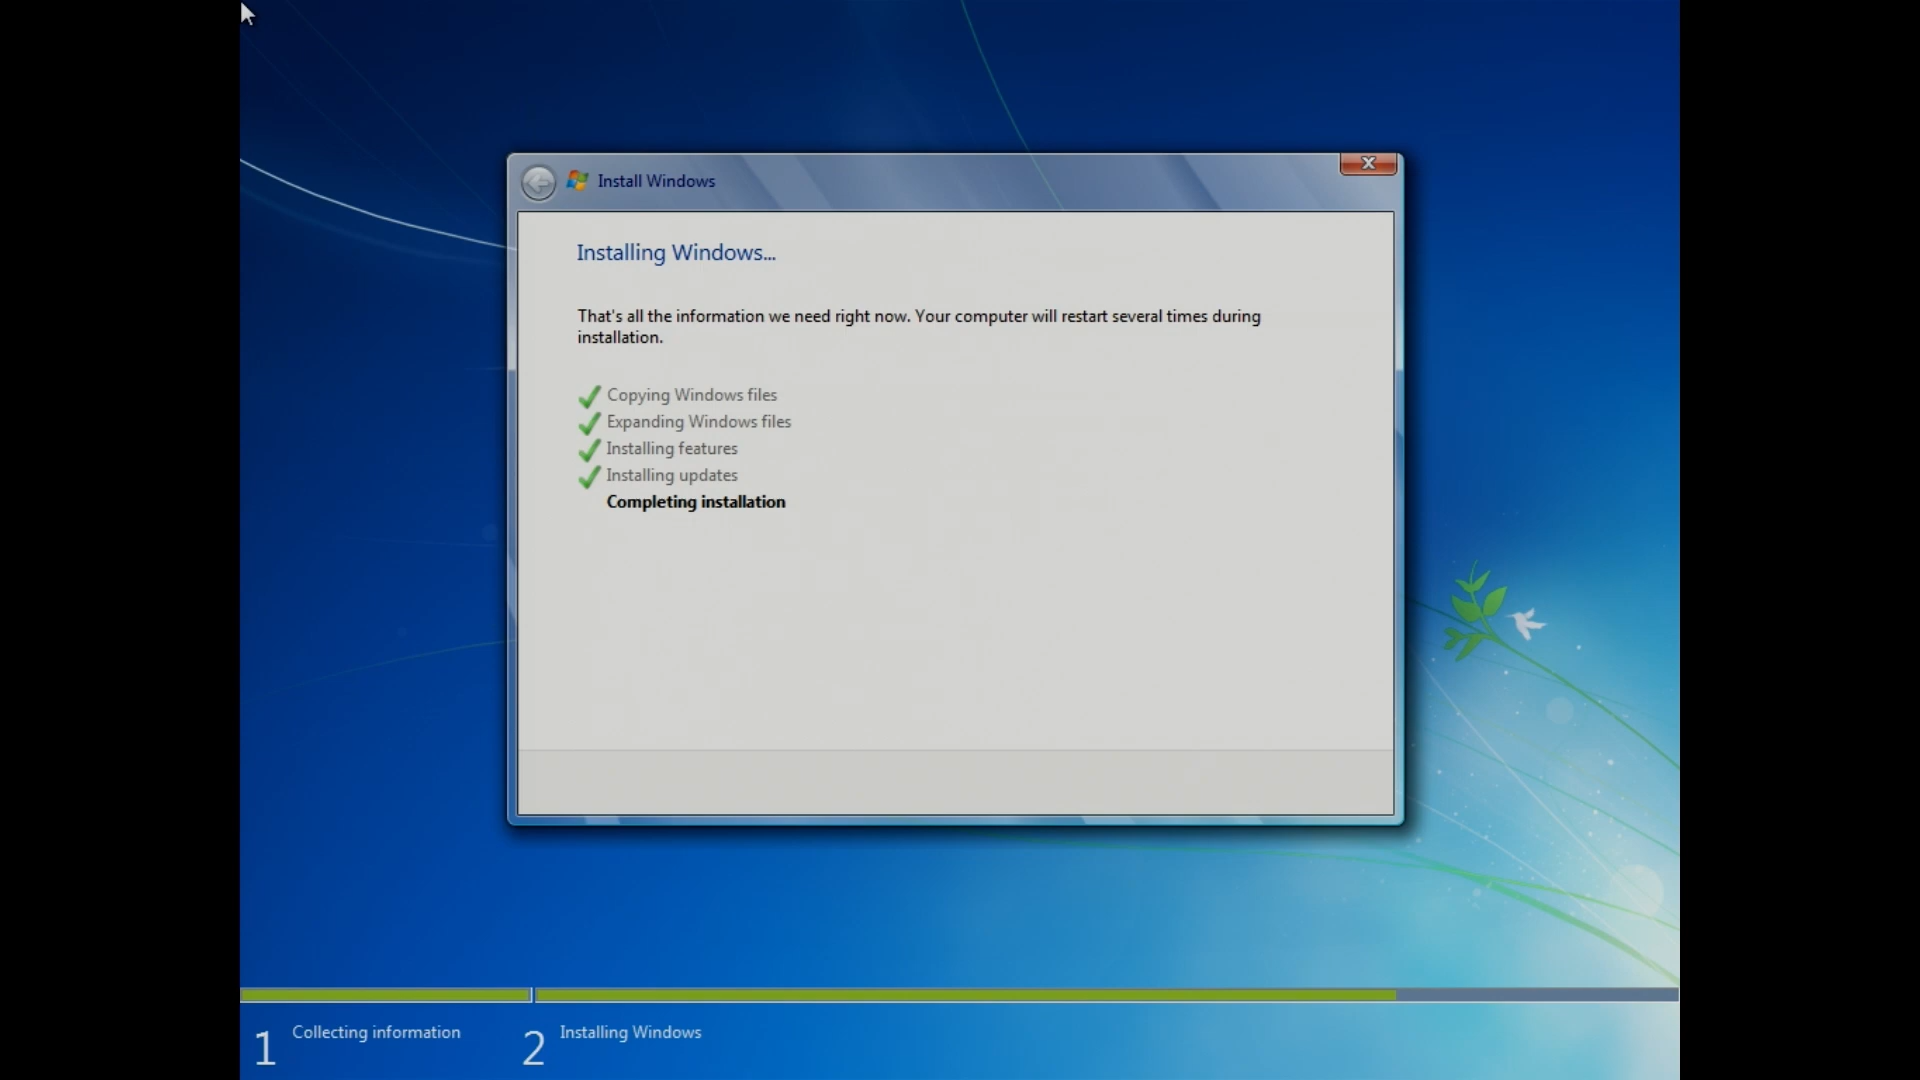 Install Windows
Installing Windows...
That's all the information we need right now. Your computer will restart several times during
installation.
Copying Windows files
Expanding Windows files
Installing features
Installing updates
Completing installation
1 Collecting information
2 Installing Windows